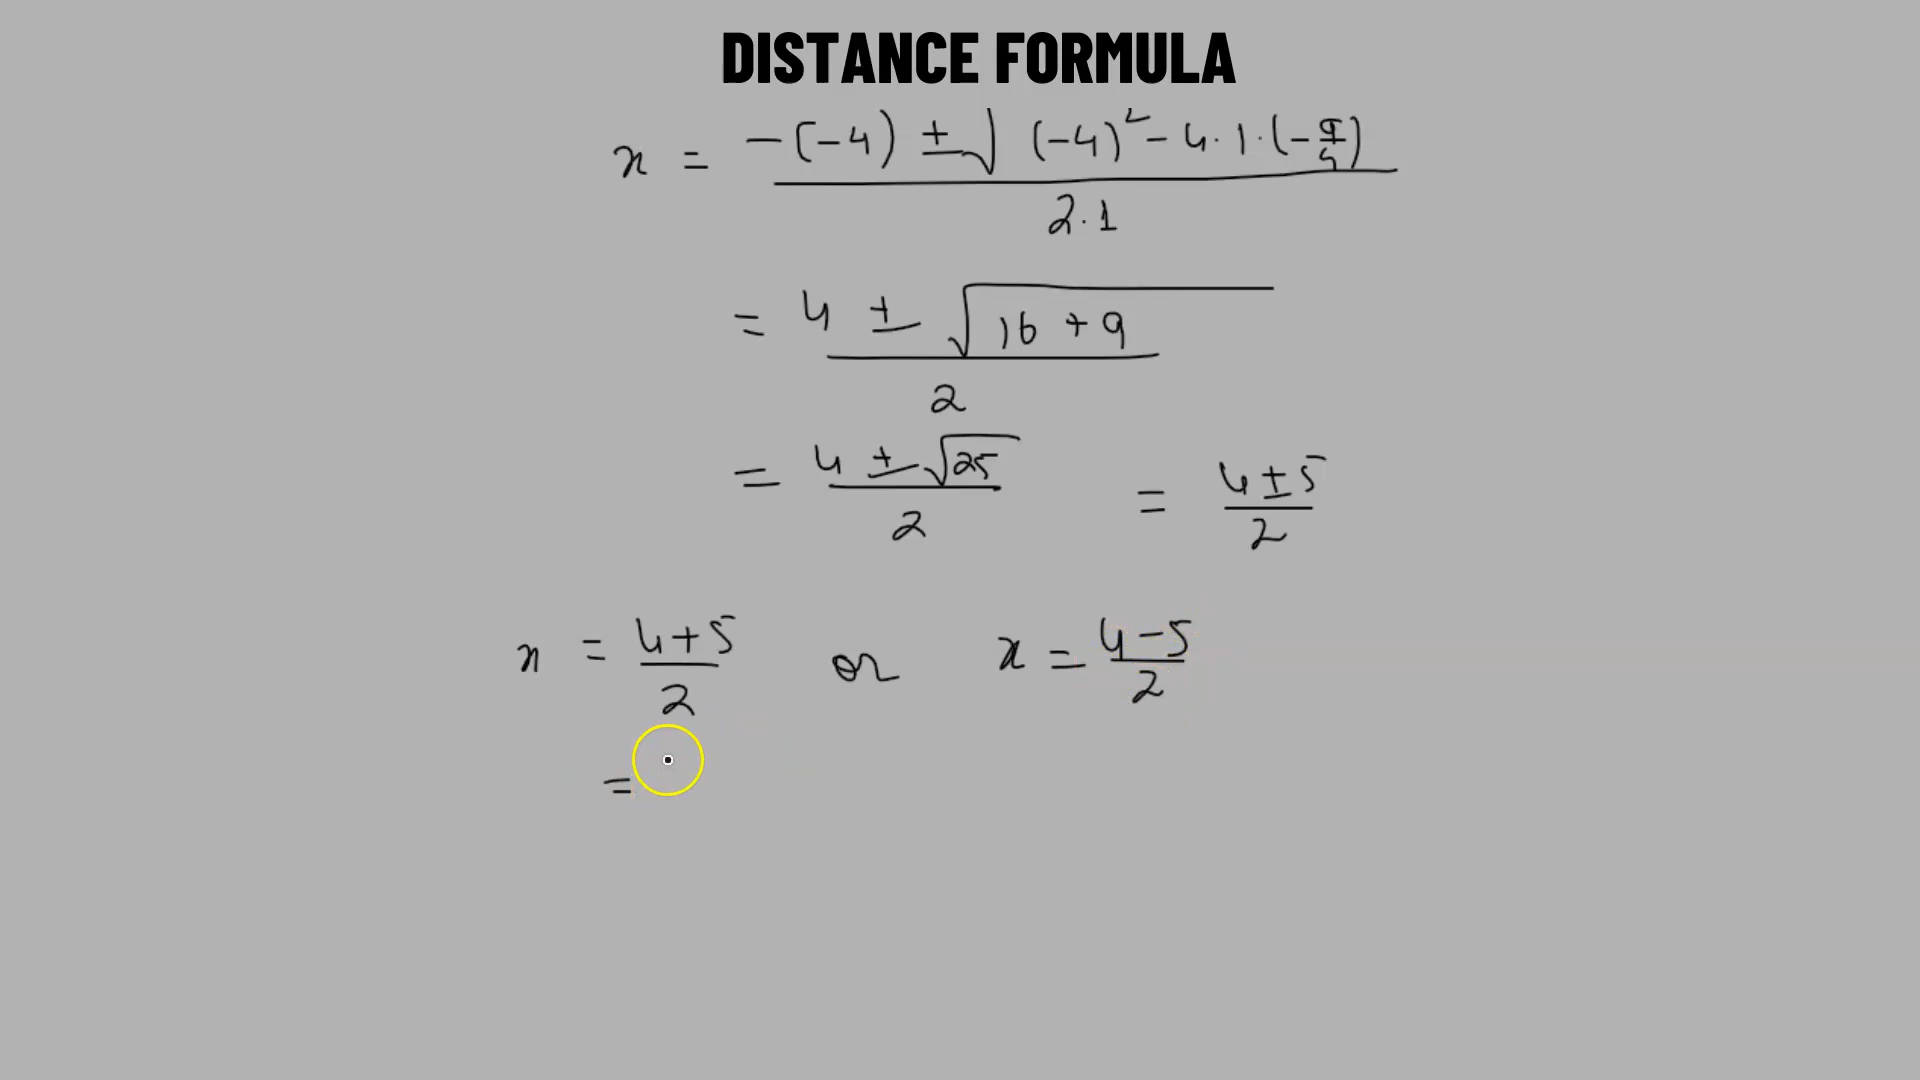 DISTANCE FORMULA
x = (-(-4) ± √((-4)² - 4·1·(-9/4)))/(2·1)
= (4 ± √(16 + 9))/2
= (4 ± √25)/2 = (4 ± 5)/2
x = (4+5)/2 or x = (4-5)/2
=